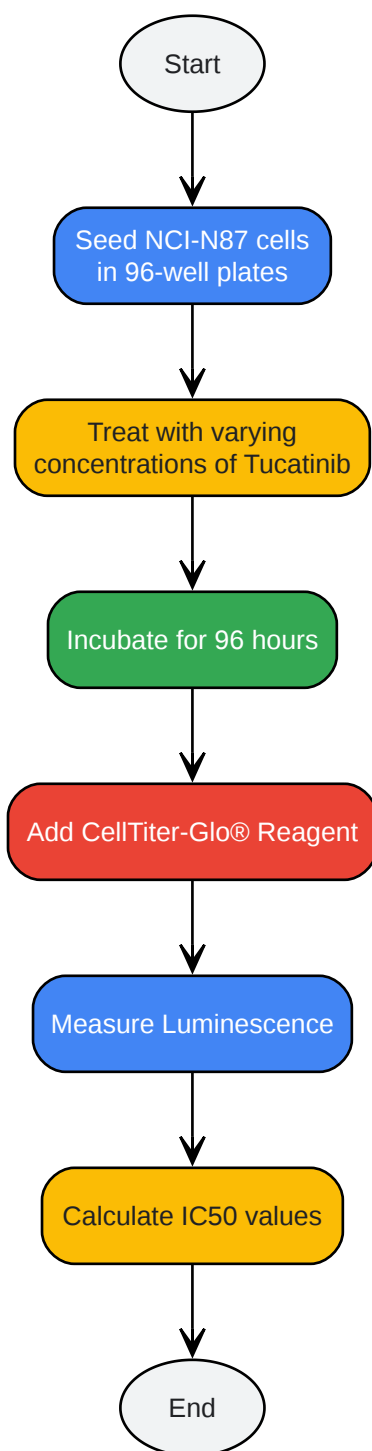 Start
Seed NCI-N87 cells
in 96-well plates
Treat with varying
concentrations of Tucatinib
Incubate for 96 hours
Add CellTiter-Glo® Reagent
Measure Luminescence
Calculate IC50 values
End